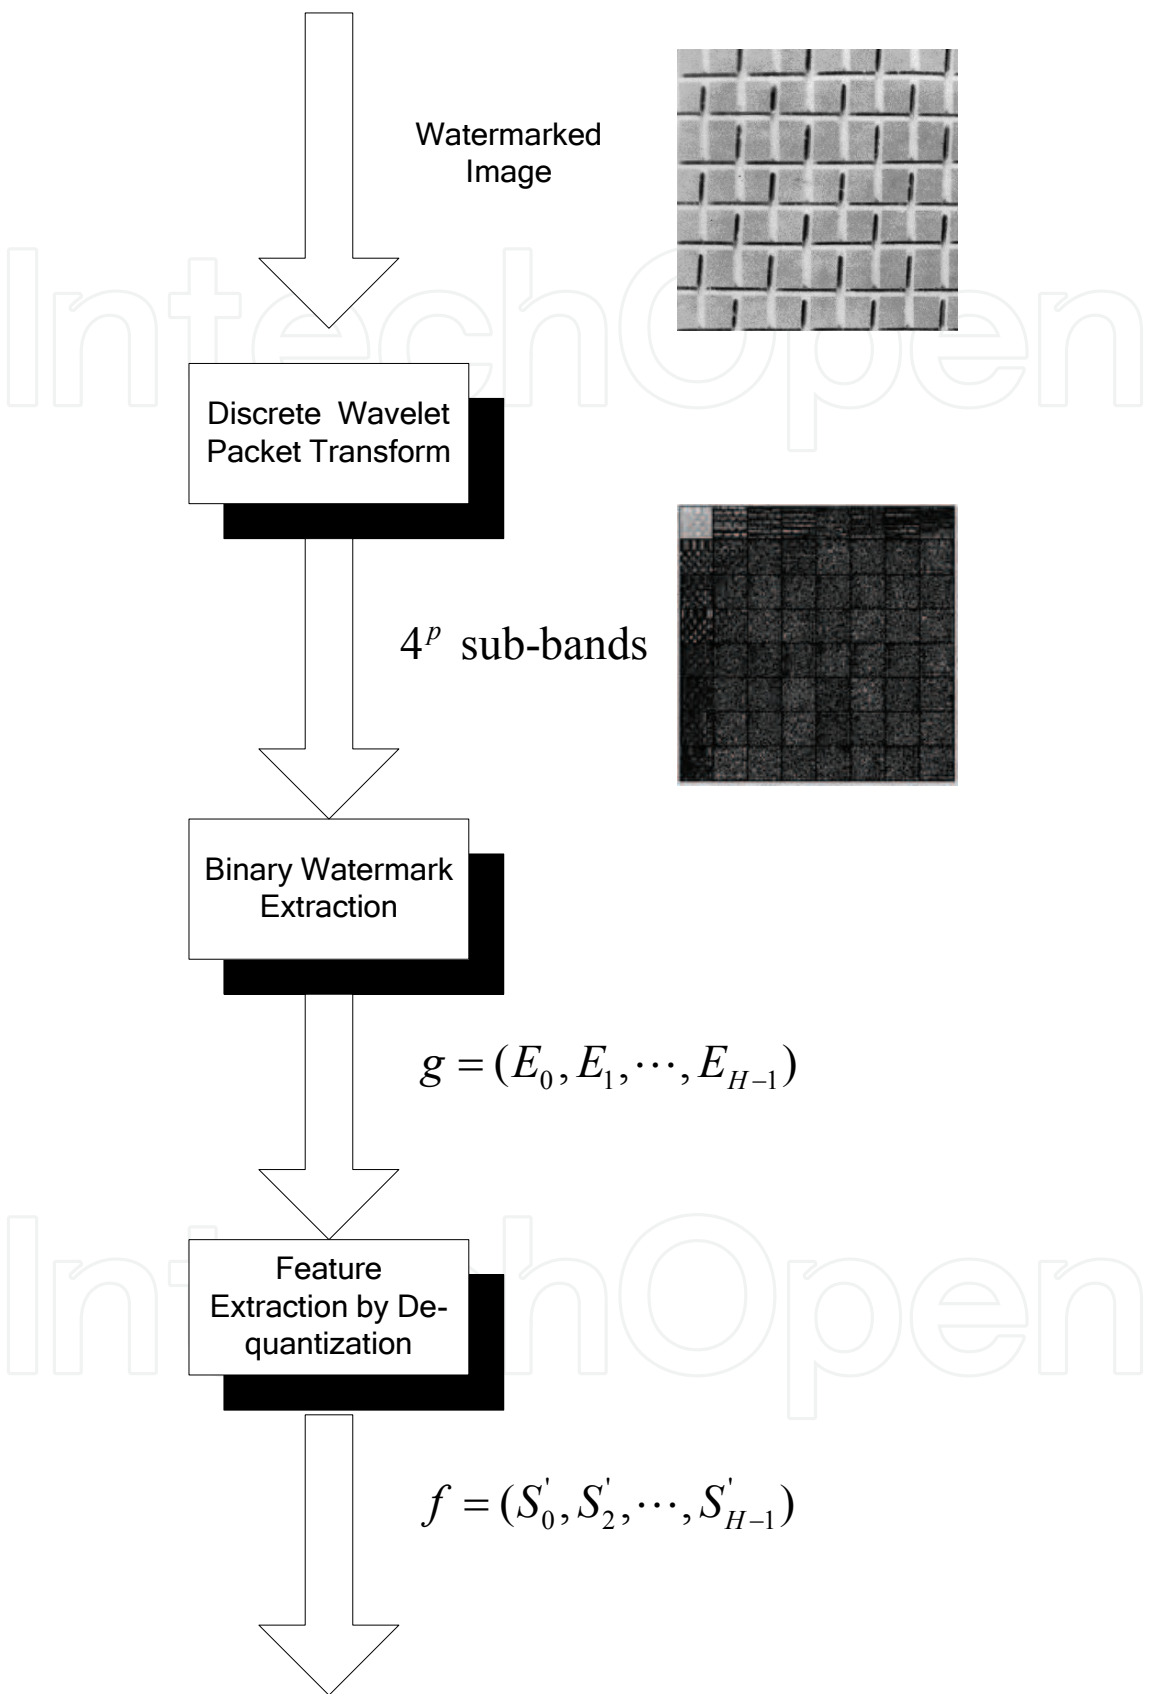 Watermarked
Image
IntechOpen
Discrete Wavelet
Packet Transform
4^p sub-bands
Binary Watermark
Extraction
g = (E_0, E_1, ⋯, E_{H−1})
IntechOpen
Feature
Extraction by De-
quantization
f = (S'_0, S'_2, ⋯, S'_{H−1})